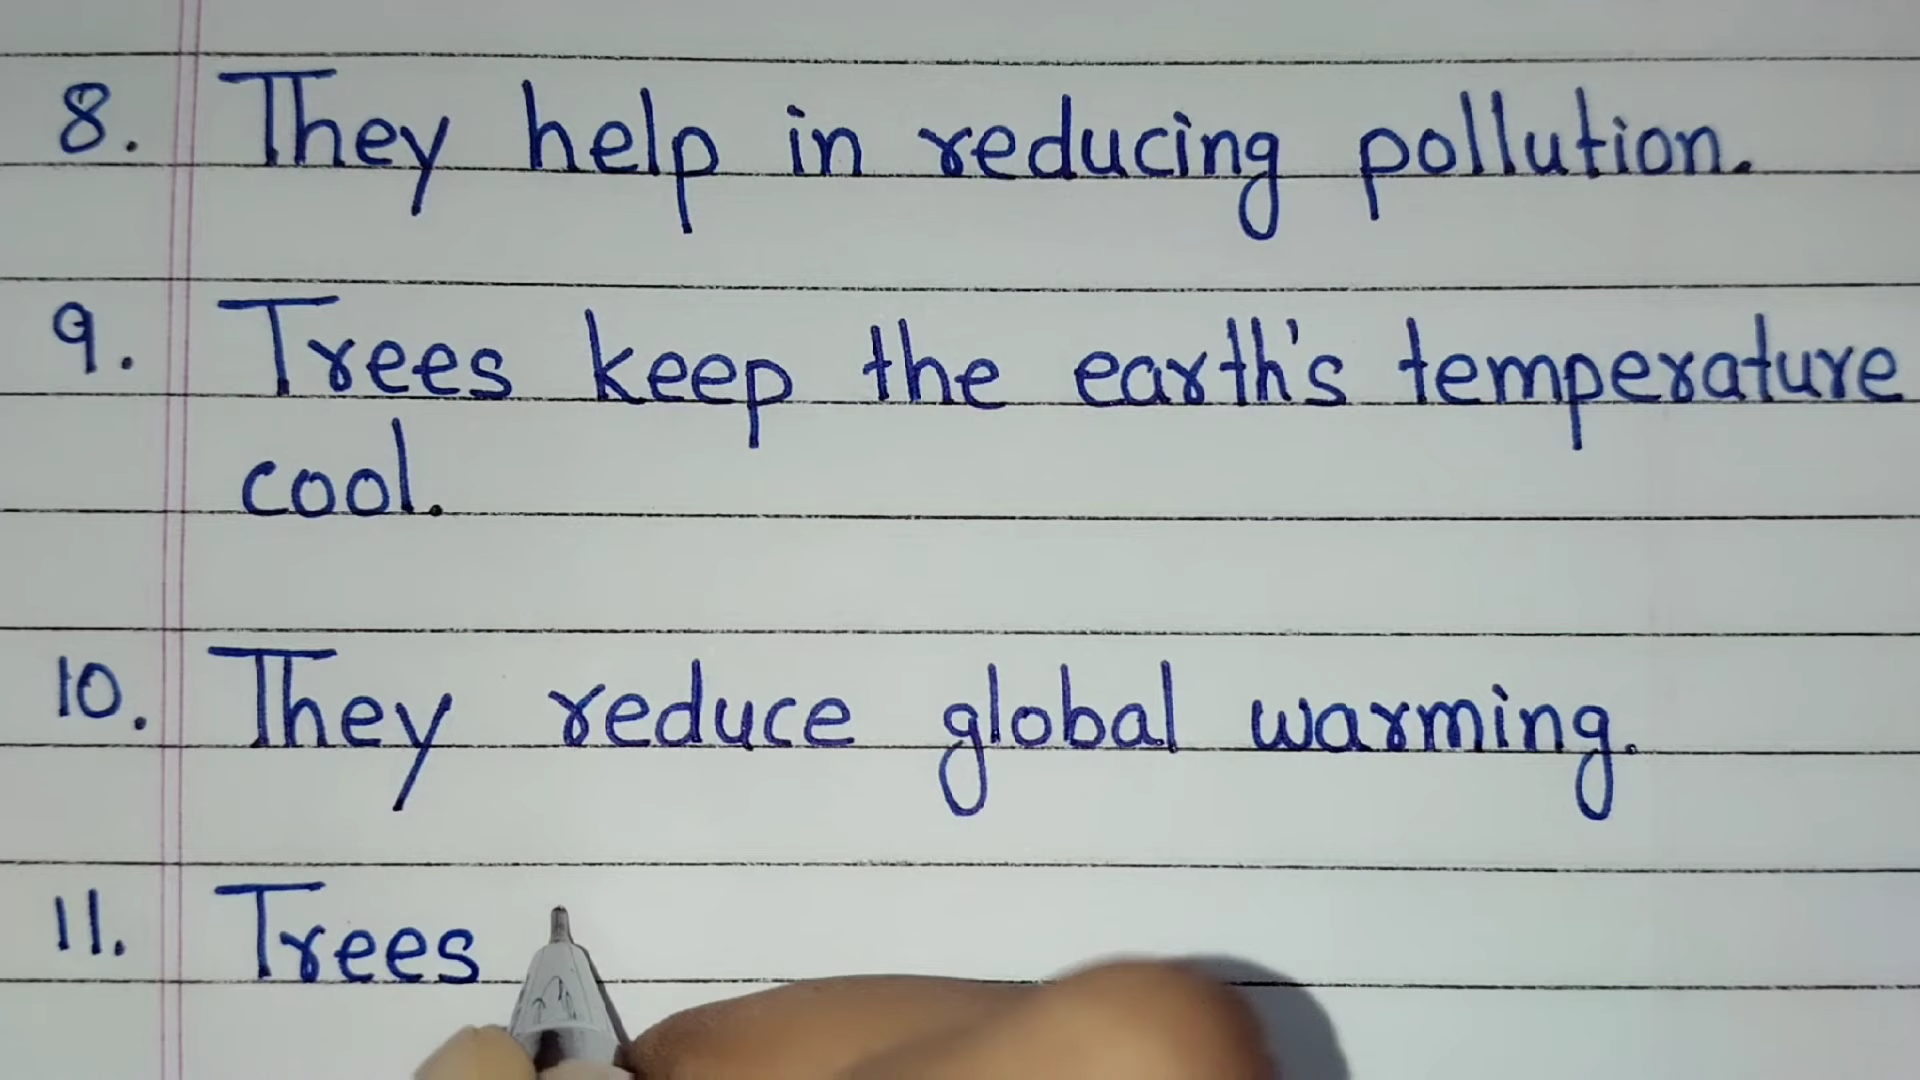 8. They help in reducing pollution.
9. Trees keep the earth's temperature
cool.
10. They reduce global warming.
11. Trees